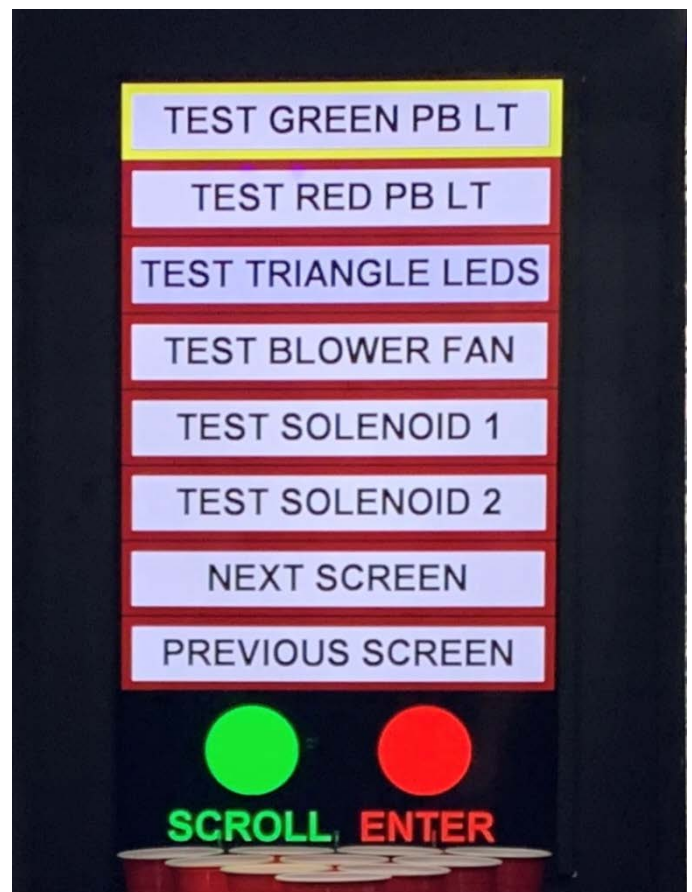 TEST GREEN PB LT
TEST RED PB LT
TEST TRIANGLE LEDS
TEST BLOWER FAN
TEST SOLENOID 1
TEST SOLENOID 2
NEXT SCREEN
PREVIOUS SCREEN
SCROLL ENTER